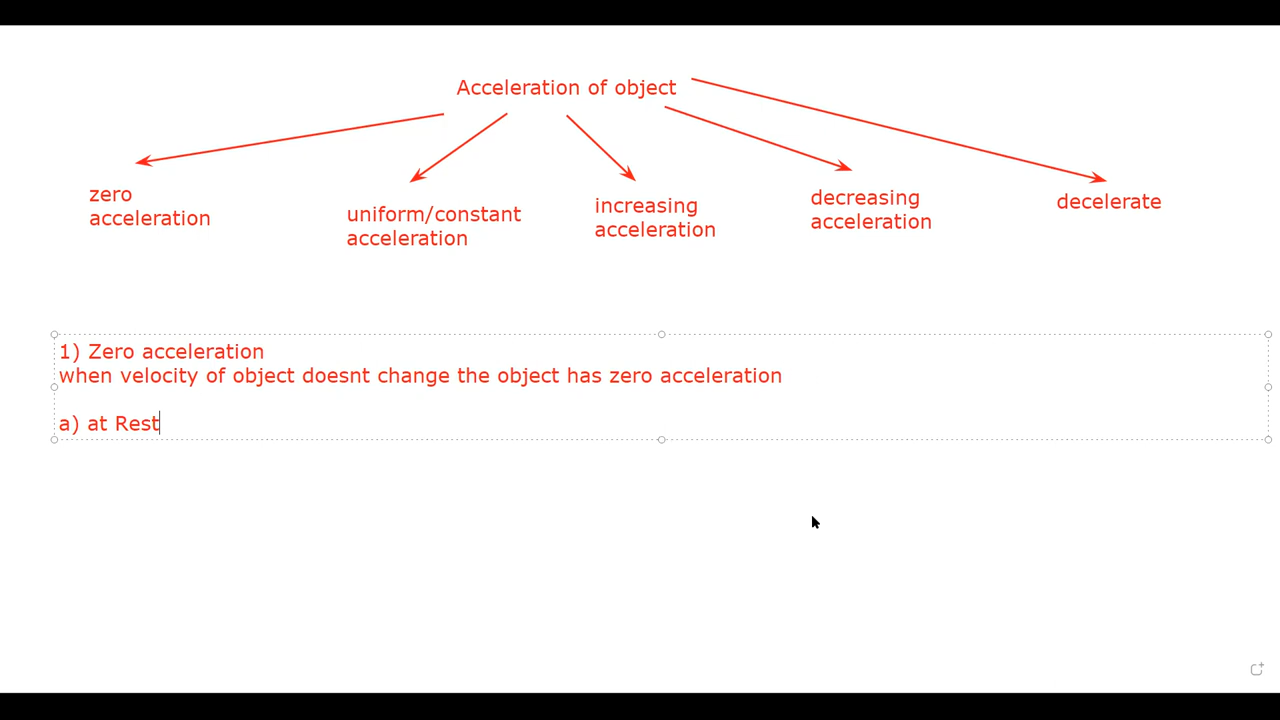 Acceleration of object
zero
acceleration
uniform/constant
acceleration
increasing
acceleration
decreasing
acceleration
decelerate
1) Zero acceleration
when velocity of object doesnt change the object has zero acceleration
a) at Rest